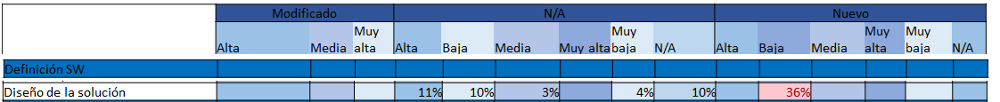 Modificado N/A Nuevo
Alta Media Muy alta Alta Baja Media Muy alta Muy baja N/A Alta Baja Media Muy alta Muy baja N/A
Definición SW
Diseño de la solución 11% 10% 3% 4% 10% 36%